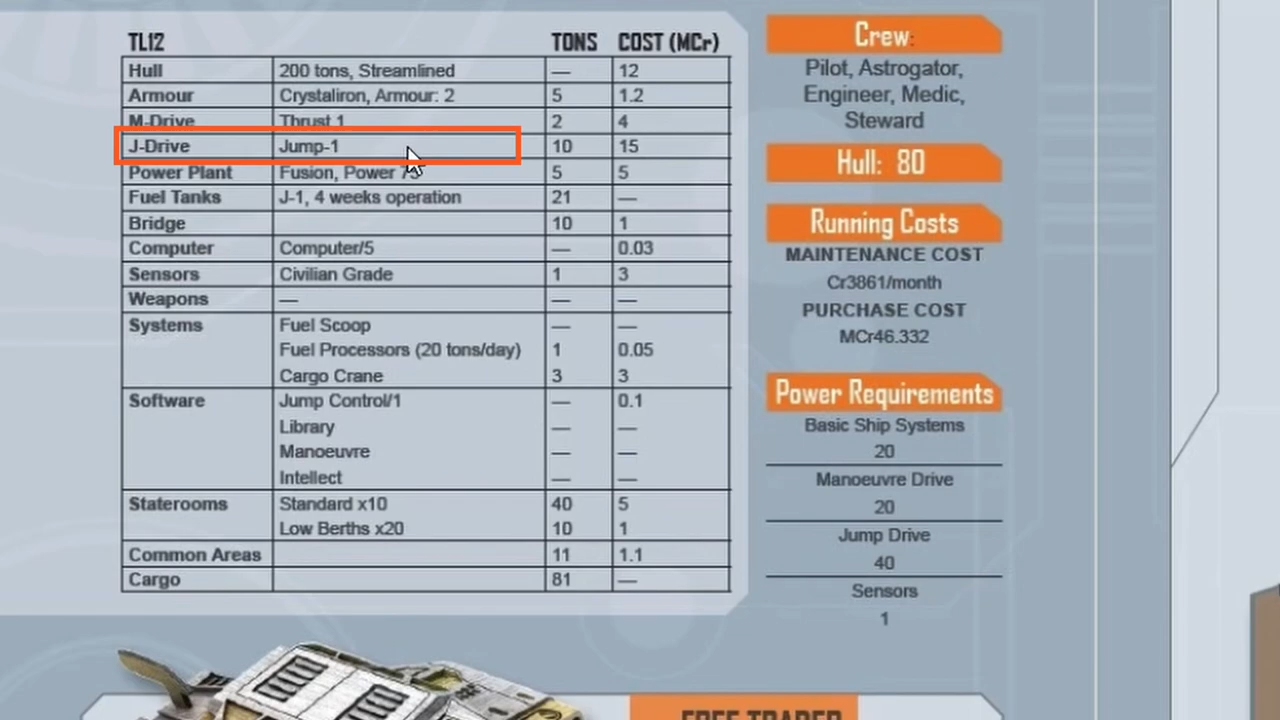 TL12 TONS COST (MCr)
Hull 200 tons, Streamlined — 12
Armour Crystaliron, Armour: 2 5 1.2
M-Drive Thrust 1 2 4
J-Drive Jump-1 10 15
Power Plant Fusion, Power 75 5 5
Fuel Tanks J-1, 4 weeks operation 21 —
Bridge 10 1
Computer Computer/5 — 0.03
Sensors Civilian Grade 1 3
Weapons — — —
Systems Fuel Scoop — —
Fuel Processors (20 tons/day) 1 0.05
Cargo Crane 3 3
Software Jump Control/1 — 0.1
Library — —
Manoeuvre — —
Intellect — —
Staterooms Standard x10 40 5
Low Berths x20 10 1
Common Areas 11 1.1
Cargo 81 —
Crew:
Pilot, Astrogator,
Engineer, Medic,
Steward
Hull: 80
Running Costs
MAINTENANCE COST
Cr3861/month
PURCHASE COST
MCr46.332
Power Requirements
Basic Ship Systems
20
Manoeuvre Drive
20
Jump Drive
40
Sensors
1
FREE TRADER